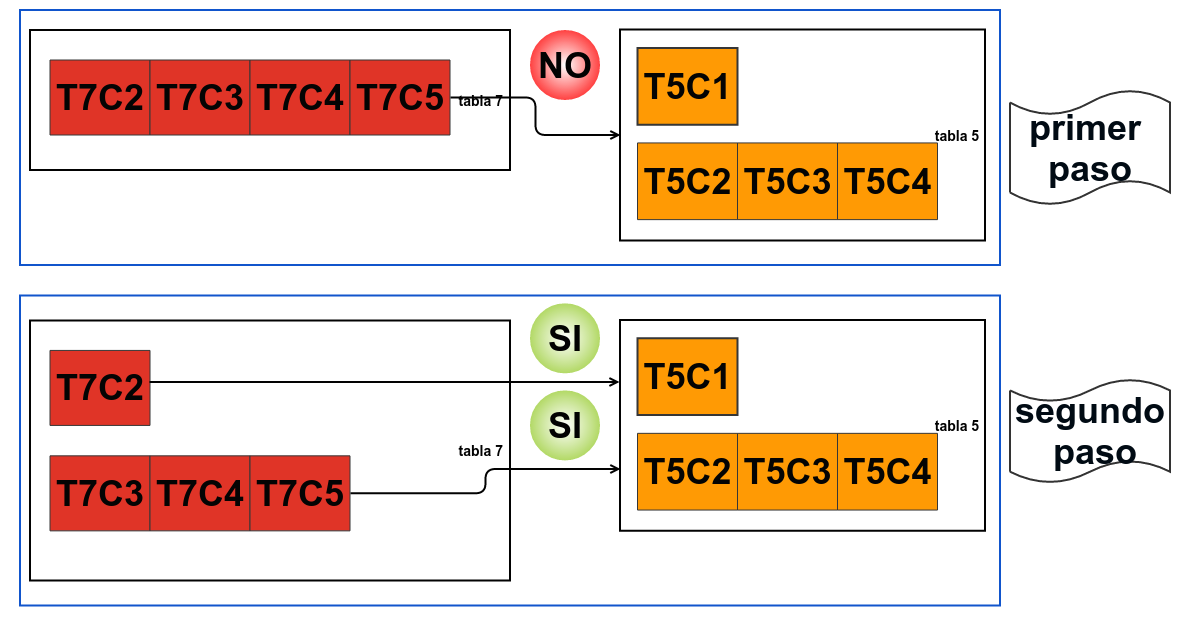 T7C2 T7C3 T7C4 T7C5
tabla 7
NO
T5C1
tabla 5
T5C2 T5C3 T5C4
primer
paso
T7C2
SI
T5C1
SI
tabla 7
T7C3 T7C4 T7C5
tabla 5
T5C2 T5C3 T5C4
segundo
paso